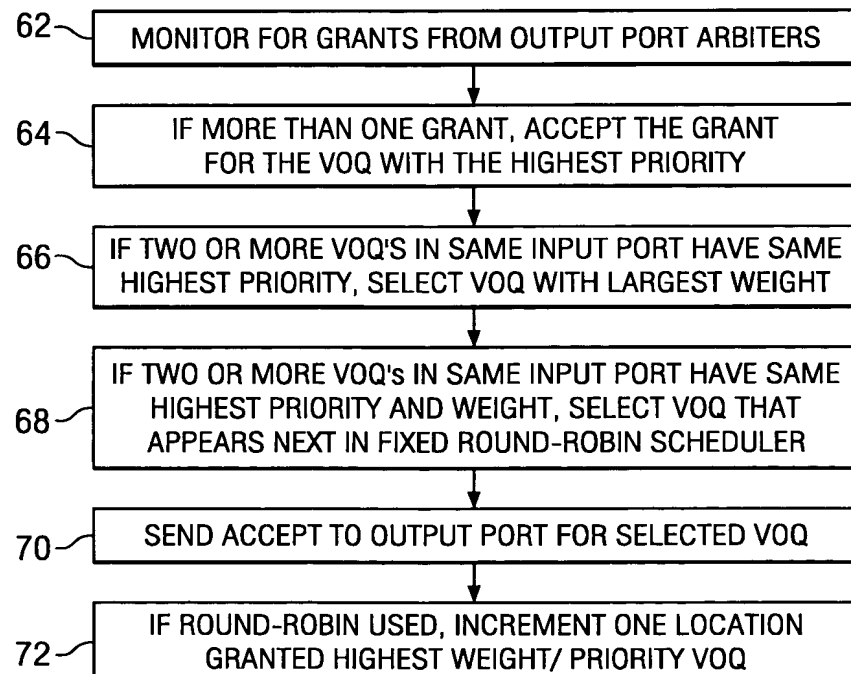 62
MONITOR FOR GRANTS FROM OUTPUT PORT ARBITERS
64
IF MORE THAN ONE GRANT, ACCEPT THE GRANT
FOR THE VOQ WITH THE HIGHEST PRIORITY
66
IF TWO OR MORE VOQ'S IN SAME INPUT PORT HAVE SAME
HIGHEST PRIORITY, SELECT VOQ WITH LARGEST WEIGHT
68
IF TWO OR MORE VOQ's IN SAME INPUT PORT HAVE SAME
HIGHEST PRIORITY AND WEIGHT, SELECT VOQ THAT
APPEARS NEXT IN FIXED ROUND-ROBIN SCHEDULER
70
SEND ACCEPT TO OUTPUT PORT FOR SELECTED VOQ
72
IF ROUND-ROBIN USED, INCREMENT ONE LOCATION
GRANTED HIGHEST WEIGHT/ PRIORITY VOQ